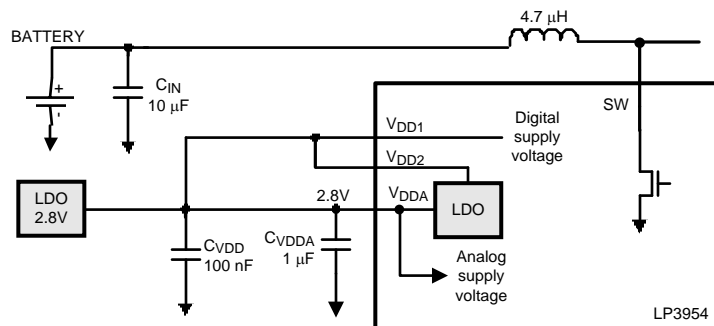 4.7 μH
BATTERY
+
-
CIN
10 μF
SW
VDD1
Digital
supply
voltage
VDD2
LDO
2.8V
2.8V
VDDA
LDO
CVDD
100 nF
CVDDA
1 μF
Analog
supply
voltage
LP3954